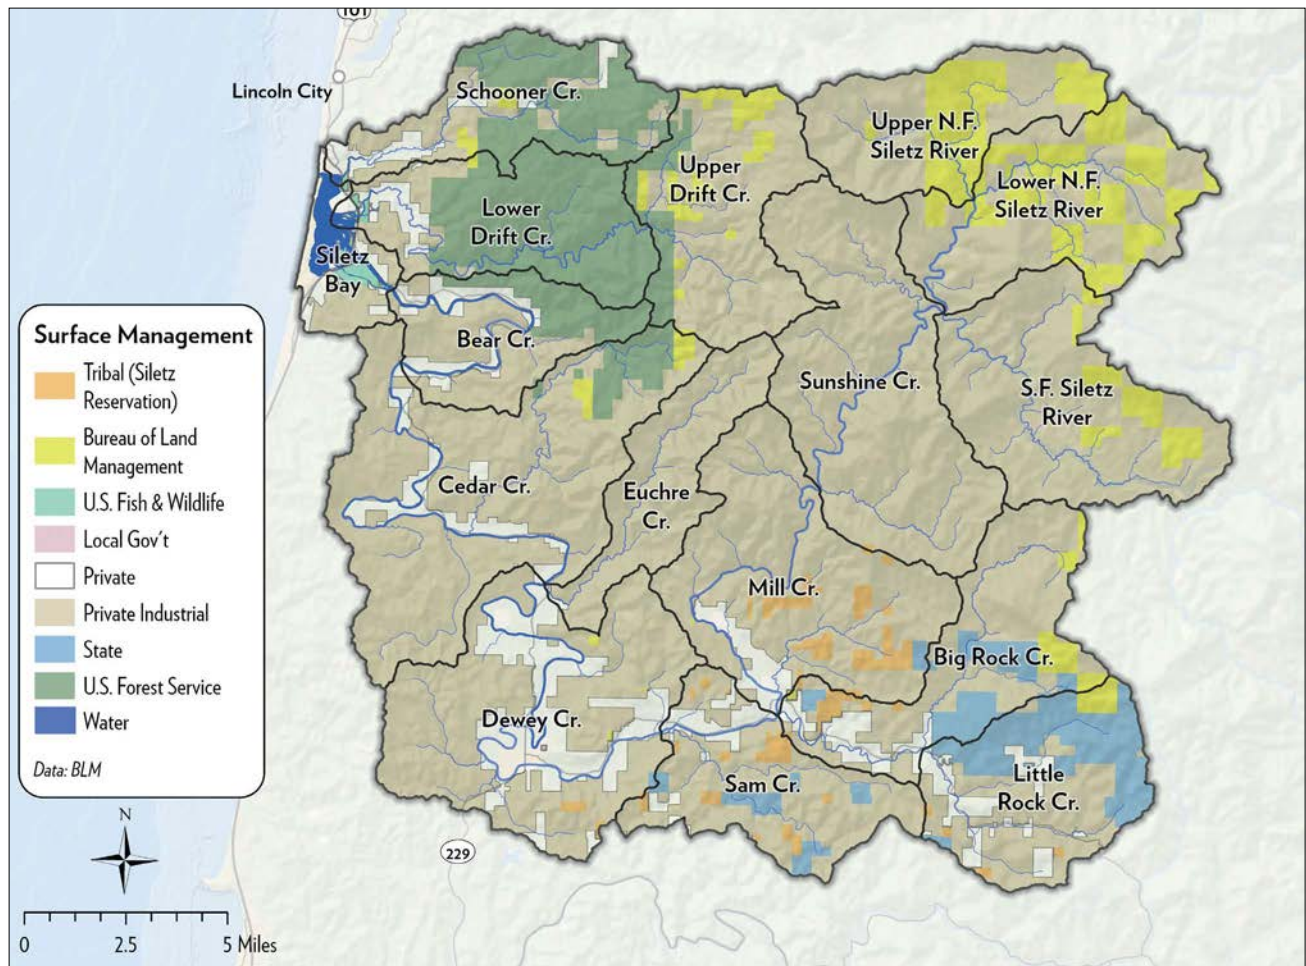 101
Lincoln City
Schooner Cr.
Upper N.F.
Siletz River
Upper
Drift Cr.
Lower N.F.
Siletz River
Lower
Drift Cr.
Siletz
Bay
Bear Cr.
Sunshine Cr.
S.F. Siletz
River
Cedar Cr.
Euchre
Cr.
Mill Cr.
Big Rock Cr.
Dewey Cr.
Sam Cr.
Little
Rock Cr.
229
Surface Management
Tribal (Siletz
Reservation)
Bureau of Land
Management
U.S. Fish & Wildlife
Local Gov't
Private
Private Industrial
State
U.S. Forest Service
Water
Data: BLM
N
0 2.5 5 Miles